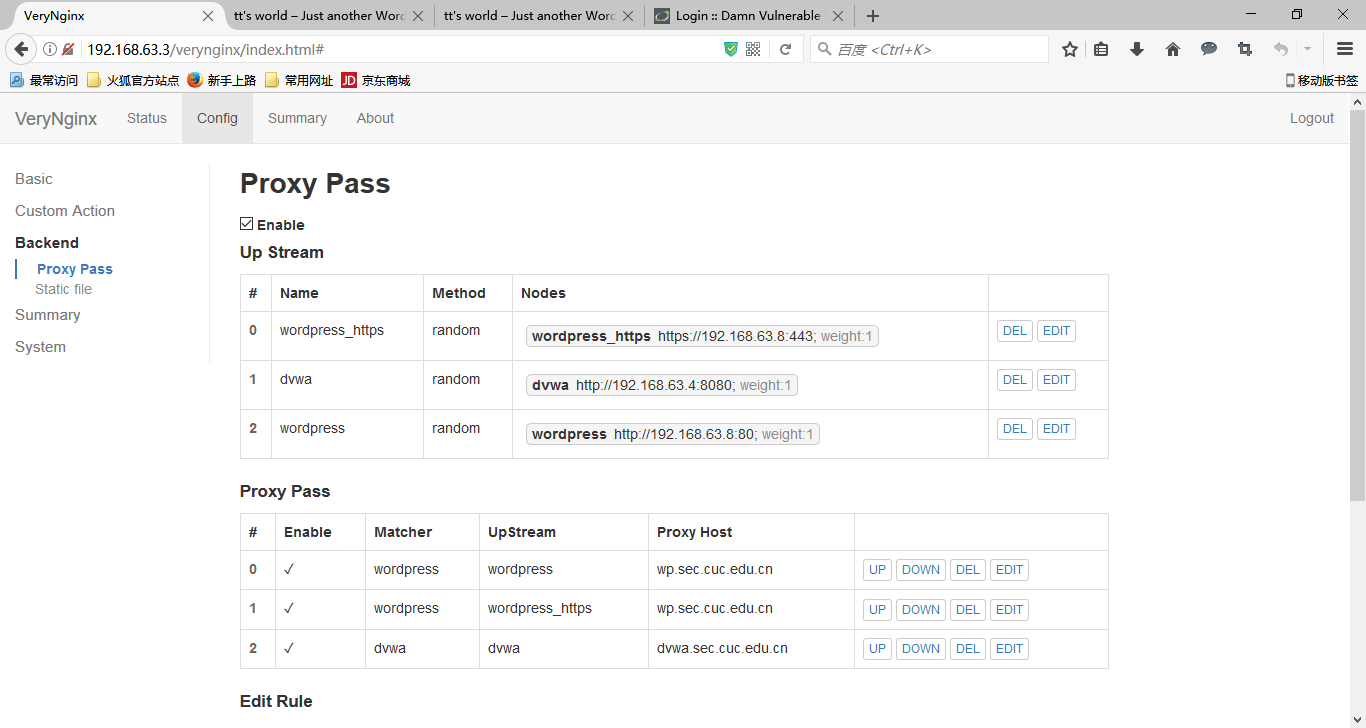 VeryNginx tt's world – Just another Worc tt's world – Just another Worc Login :: Damn Vulnerable
192.168.63.3/verynginx/index.html# 百度 <Ctrl+K>
最常访问 火狐官方站点 新手上路 常用网址 JD 京东商城 移动版书签
VeryNginx Status Config Summary About Logout
Basic
Custom Action
Backend
Proxy Pass
Static file
Summary
System
Proxy Pass
Enable
Up Stream
# Name Method Nodes
0 wordpress_https random wordpress_https https://192.168.63.8:443; weight:1 DEL EDIT
1 dvwa random dvwa http://192.168.63.4:8080; weight:1 DEL EDIT
2 wordpress random wordpress http://192.168.63.8:80; weight:1 DEL EDIT
Proxy Pass
# Enable Matcher UpStream Proxy Host
0 ✓ wordpress wordpress wp.sec.cuc.edu.cn UP DOWN DEL EDIT
1 ✓ wordpress wordpress_https wp.sec.cuc.edu.cn UP DOWN DEL EDIT
2 ✓ dvwa dvwa dvwa.sec.cuc.edu.cn UP DOWN DEL EDIT
Edit Rule